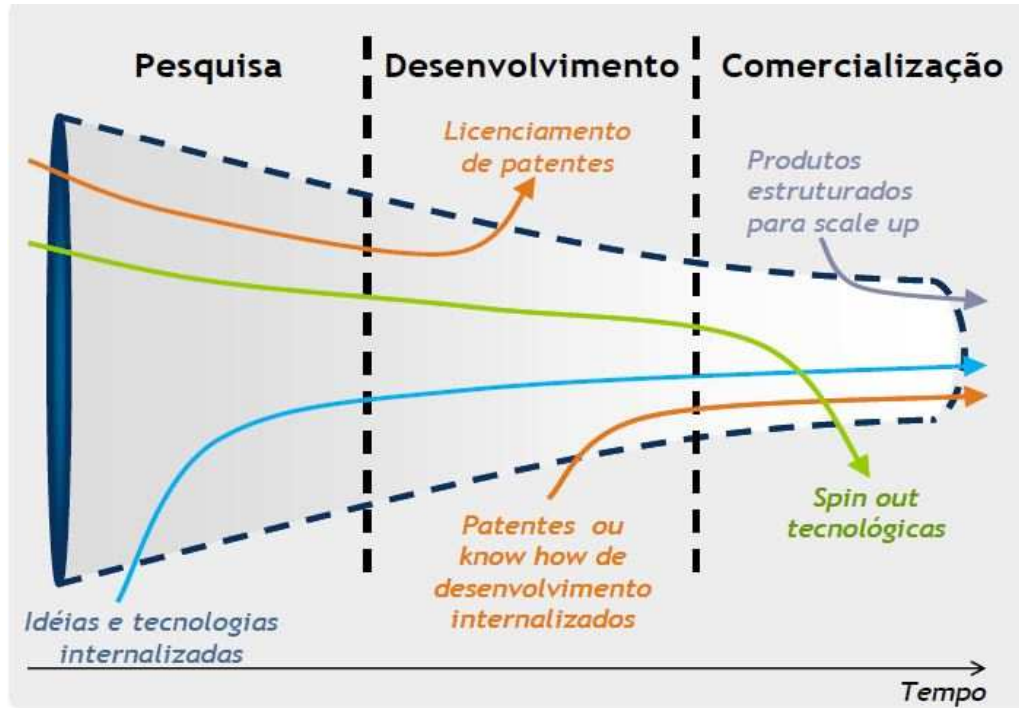 Pesquisa
Desenvolvimento
Comercialização
Licenciamento
de patentes
Produtos
estruturados
para scale up
Spin out
tecnológicas
Patentes ou
know how de
desenvolvimento
internalizados
Idéias e tecnologias
internalizadas
Tempo